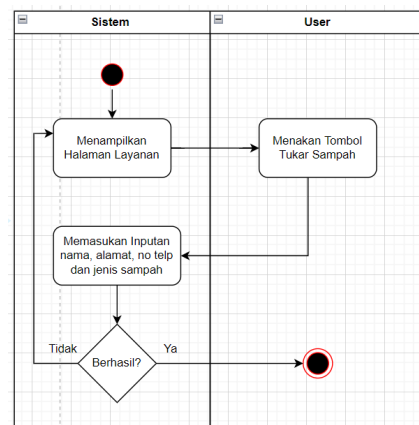 Sistem
User
Menampilkan
Halaman Layanan
Menakan Tombol
Tukar Sampah
Memasukan Inputan
nama, alamat, no telp
dan jenis sampah
Tidak
Berhasil?
Ya